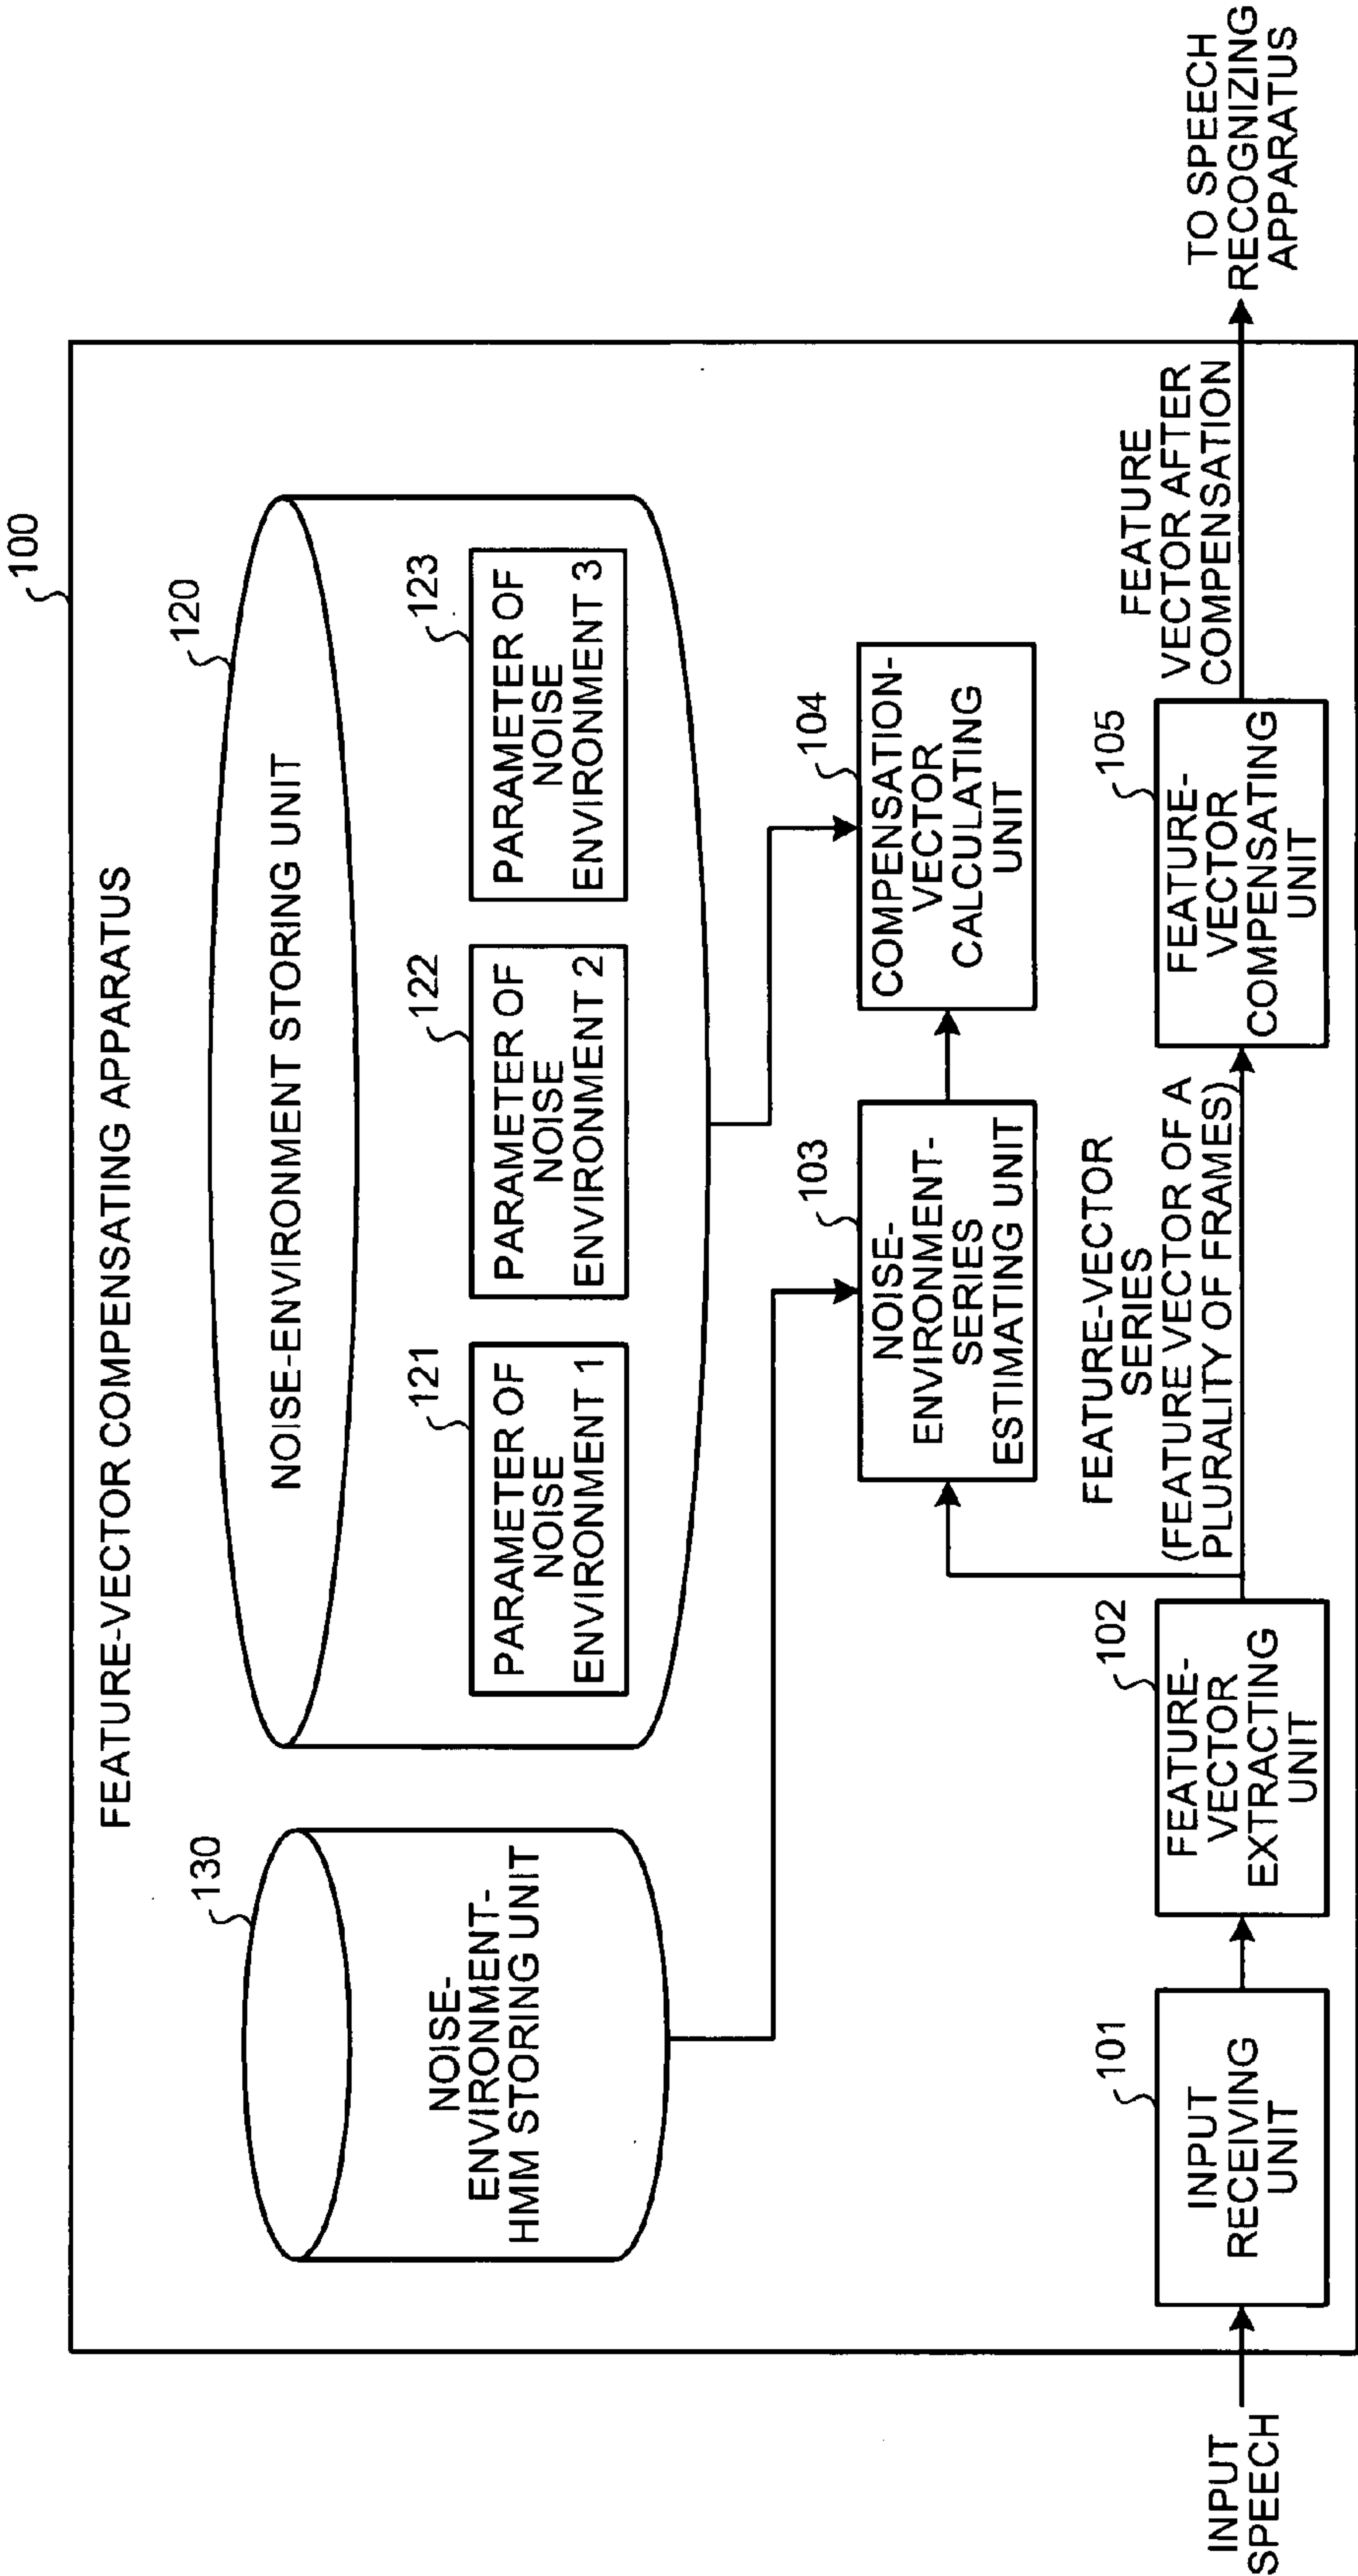 100
FEATURE-VECTOR COMPENSATING APPARATUS
130
NOISE-
ENVIRONMENT-
HMM STORING UNIT
120
NOISE-ENVIRONMENT STORING UNIT
121
PARAMETER OF
NOISE
ENVIRONMENT 1
122
PARAMETER OF
NOISE
ENVIRONMENT 2
123
PARAMETER OF
NOISE
ENVIRONMENT 3
103
NOISE-
ENVIRONMENT-
SERIES
ESTIMATING UNIT
104
COMPENSATION-
VECTOR
CALCULATING
UNIT
INPUT
SPEECH
101
INPUT
RECEIVING
UNIT
102
FEATURE-
VECTOR
EXTRACTING
UNIT
FEATURE-VECTOR
SERIES
(FEATURE VECTOR OF A
PLURALITY OF FRAMES)
105
FEATURE-
VECTOR
COMPENSATING
UNIT
FEATURE
VECTOR AFTER
COMPENSATION
TO SPEECH
RECOGNIZING
APPARATUS